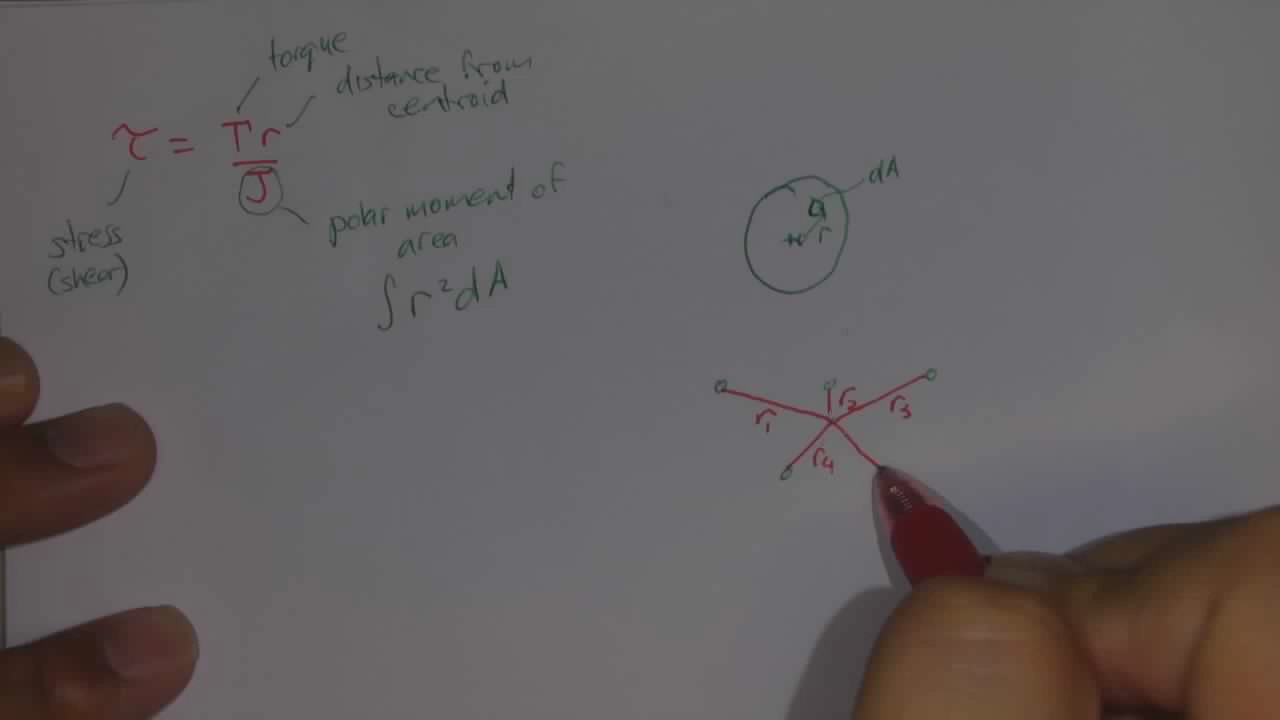 torque
distance from
centroid
τ = Tr
J
stress
(shear)
polar moment of
area
∫r²dA
dA
r
r₁
r₂
r₃
r₄